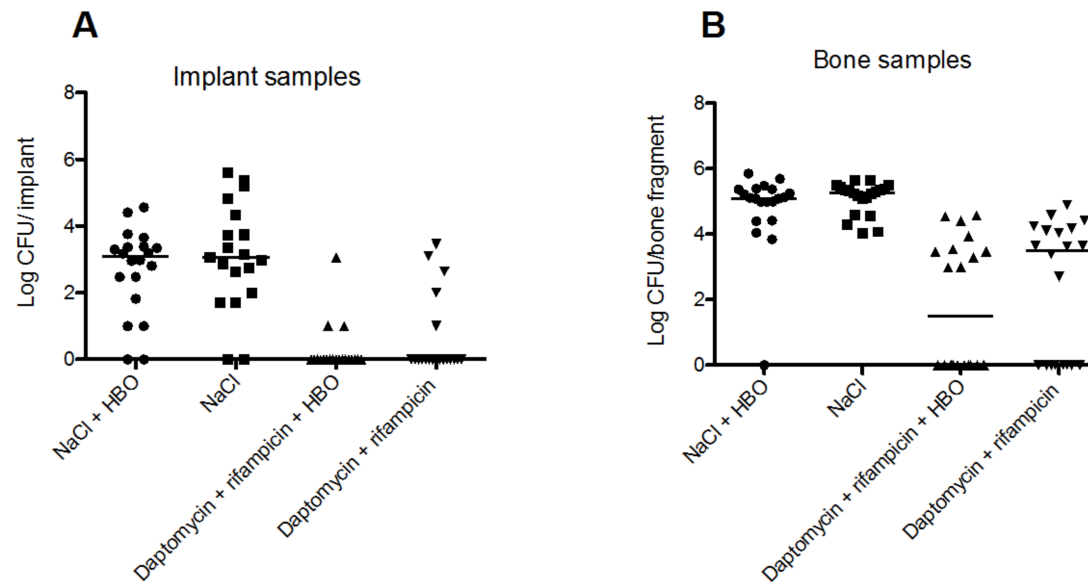 A
Implant samples
Log CFU/ implant
8
6
4
2
0
NaCl + HBO
NaCl
Daptomycin + rifampicin + HBO
Daptomycin + rifampicin
B
Bone samples
Log CFU/bone fragment
8
6
4
2
0
NaCl + HBO
NaCl
Daptomycin + rifampicin + HBO
Daptomycin + rifampicin